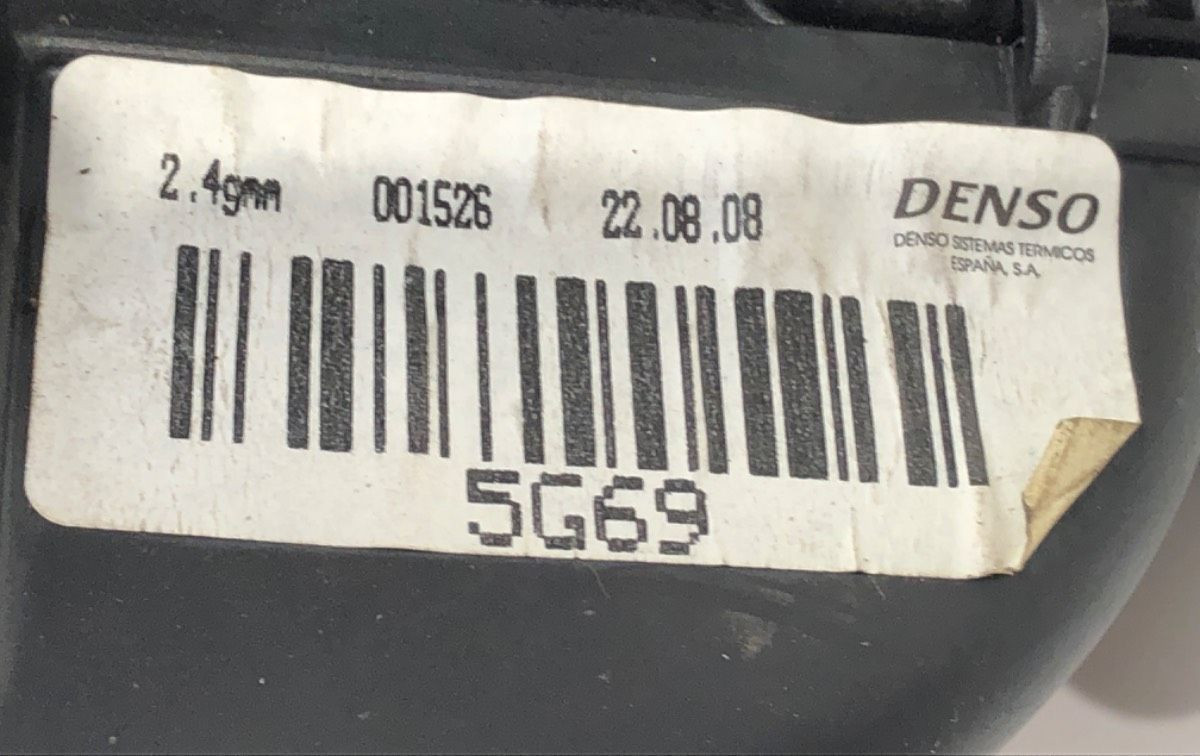 2.4gmm 001526 22.08.08
DENSO
DENSO SISTEMAS TERMICOS
ESPAÑA, S.A.
5G69